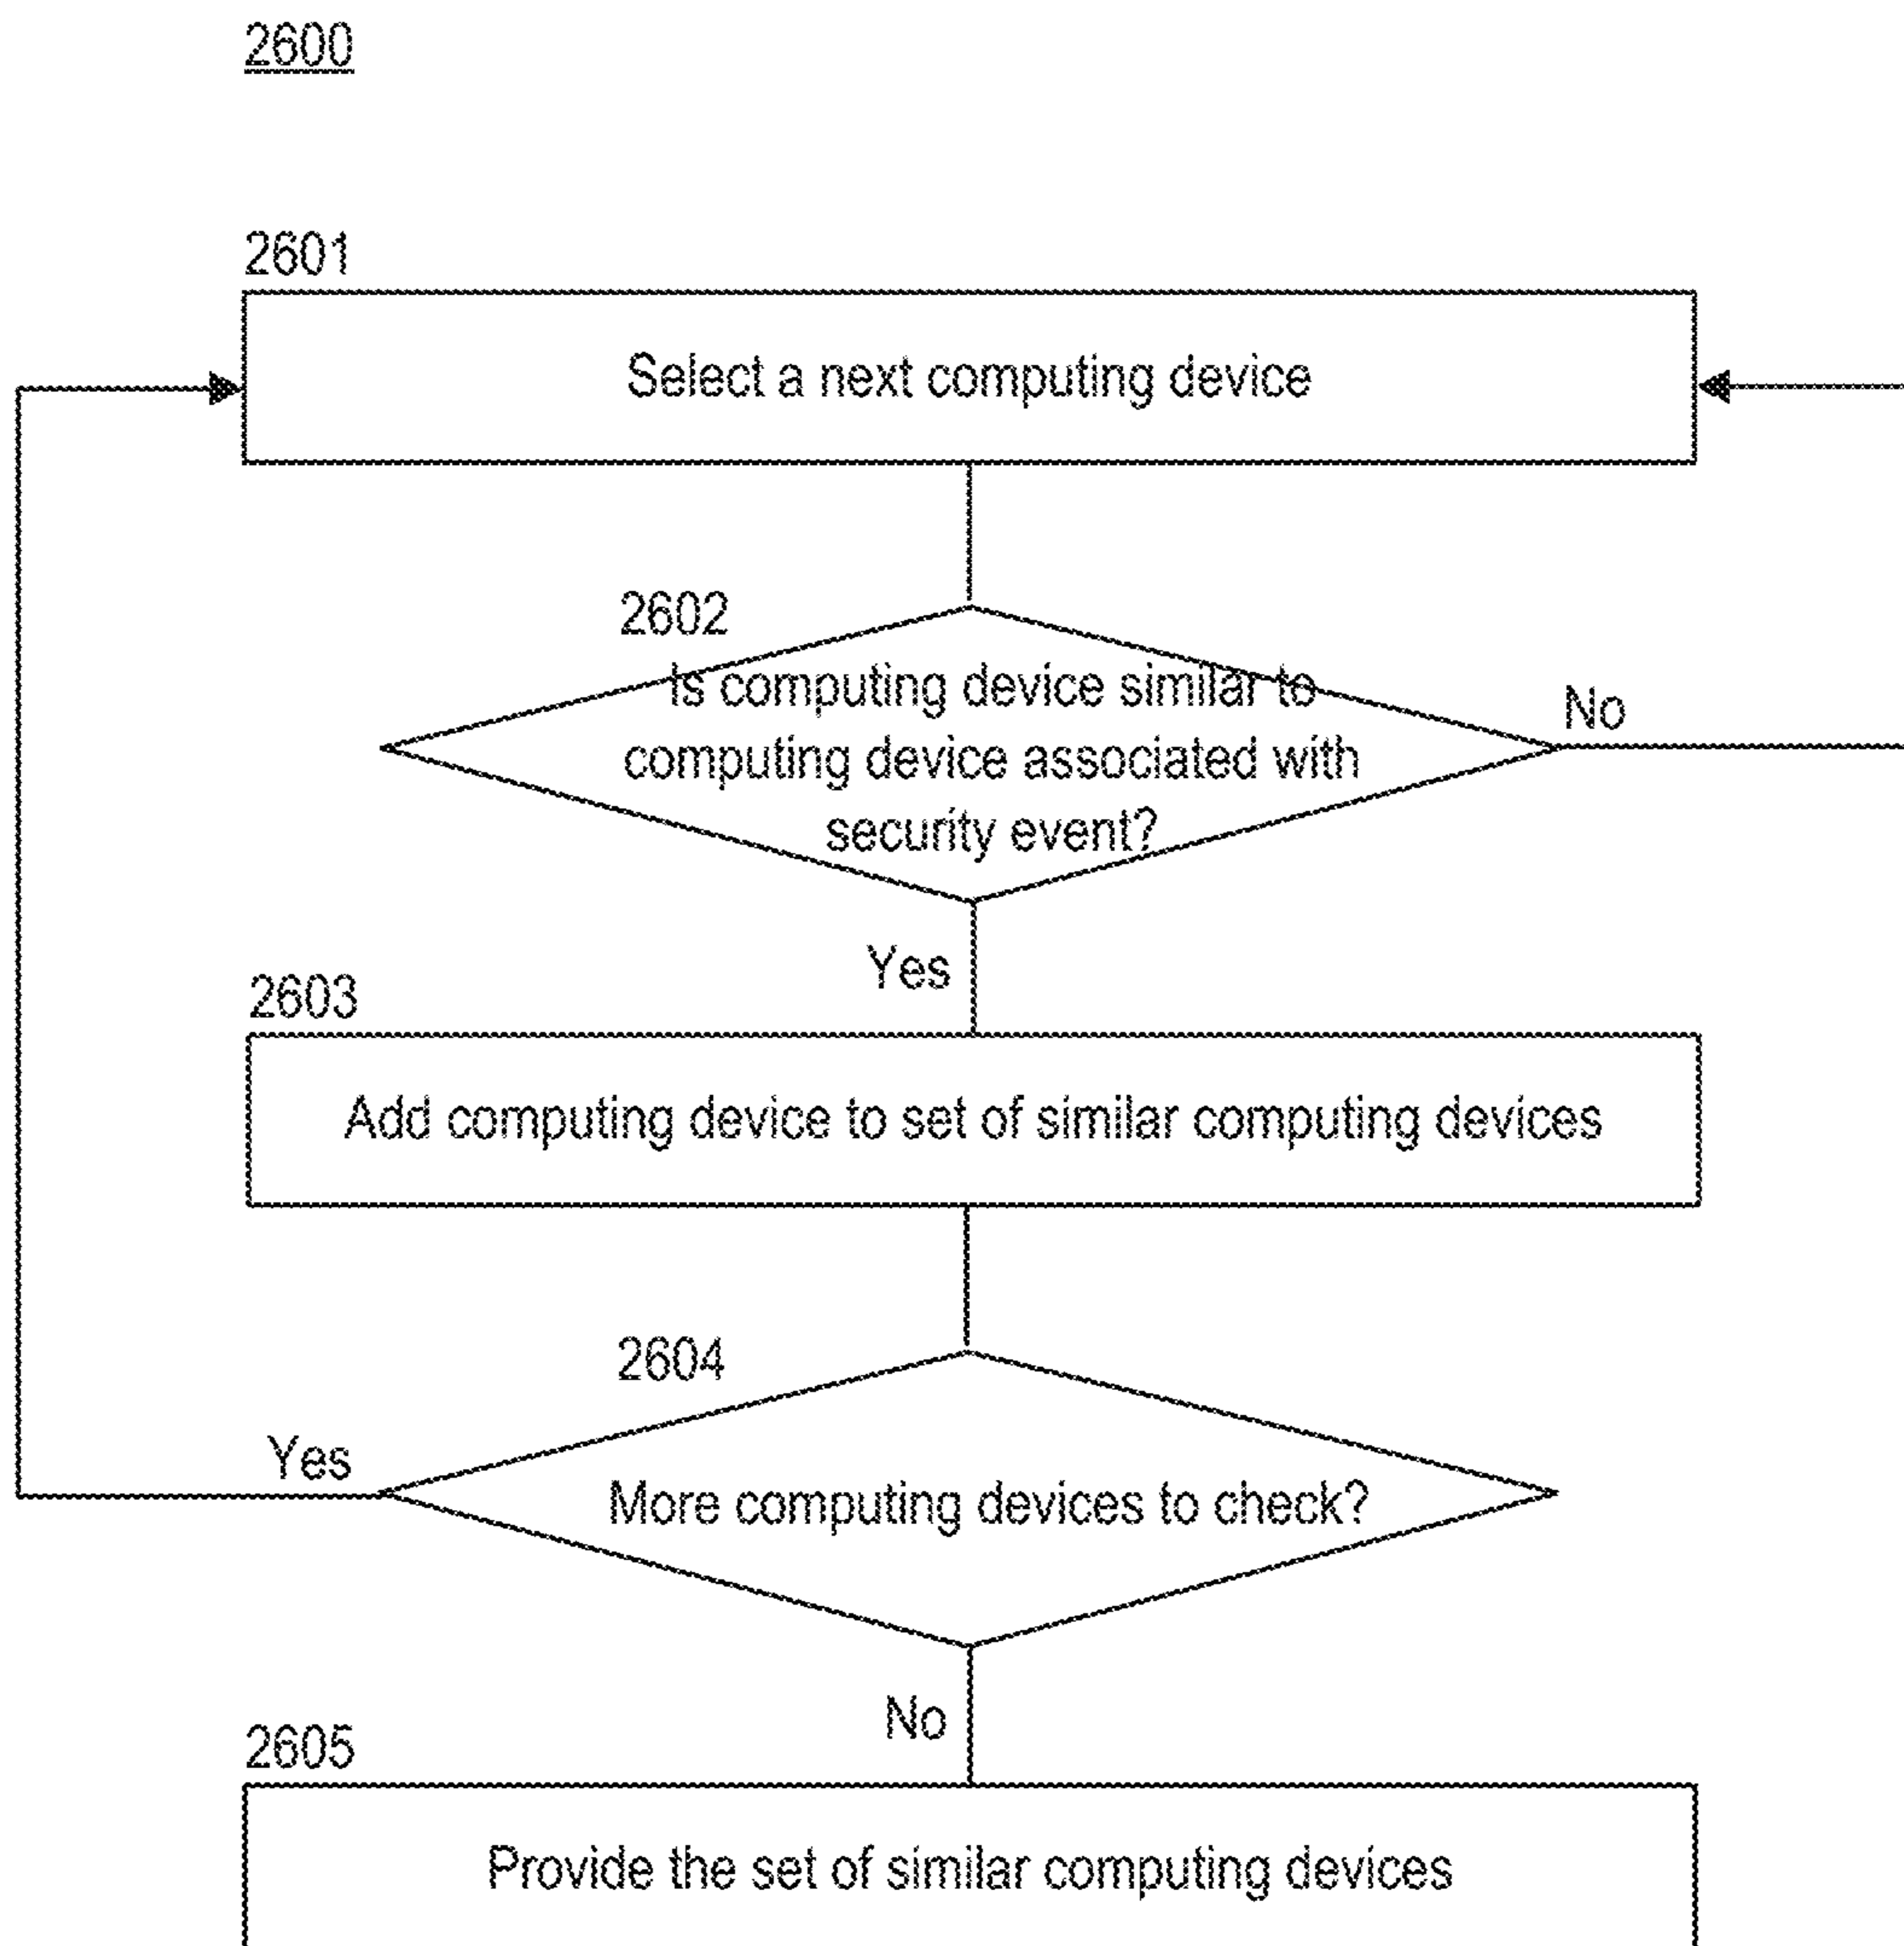 2600
2601
Select a next computing device
2602
Is computing device similar to
computing device associated with
security event?
No
Yes
2603
Add computing device to set of similar computing devices
2604
Yes
More computing devices to check?
No
2605
Provide the set of similar computing devices